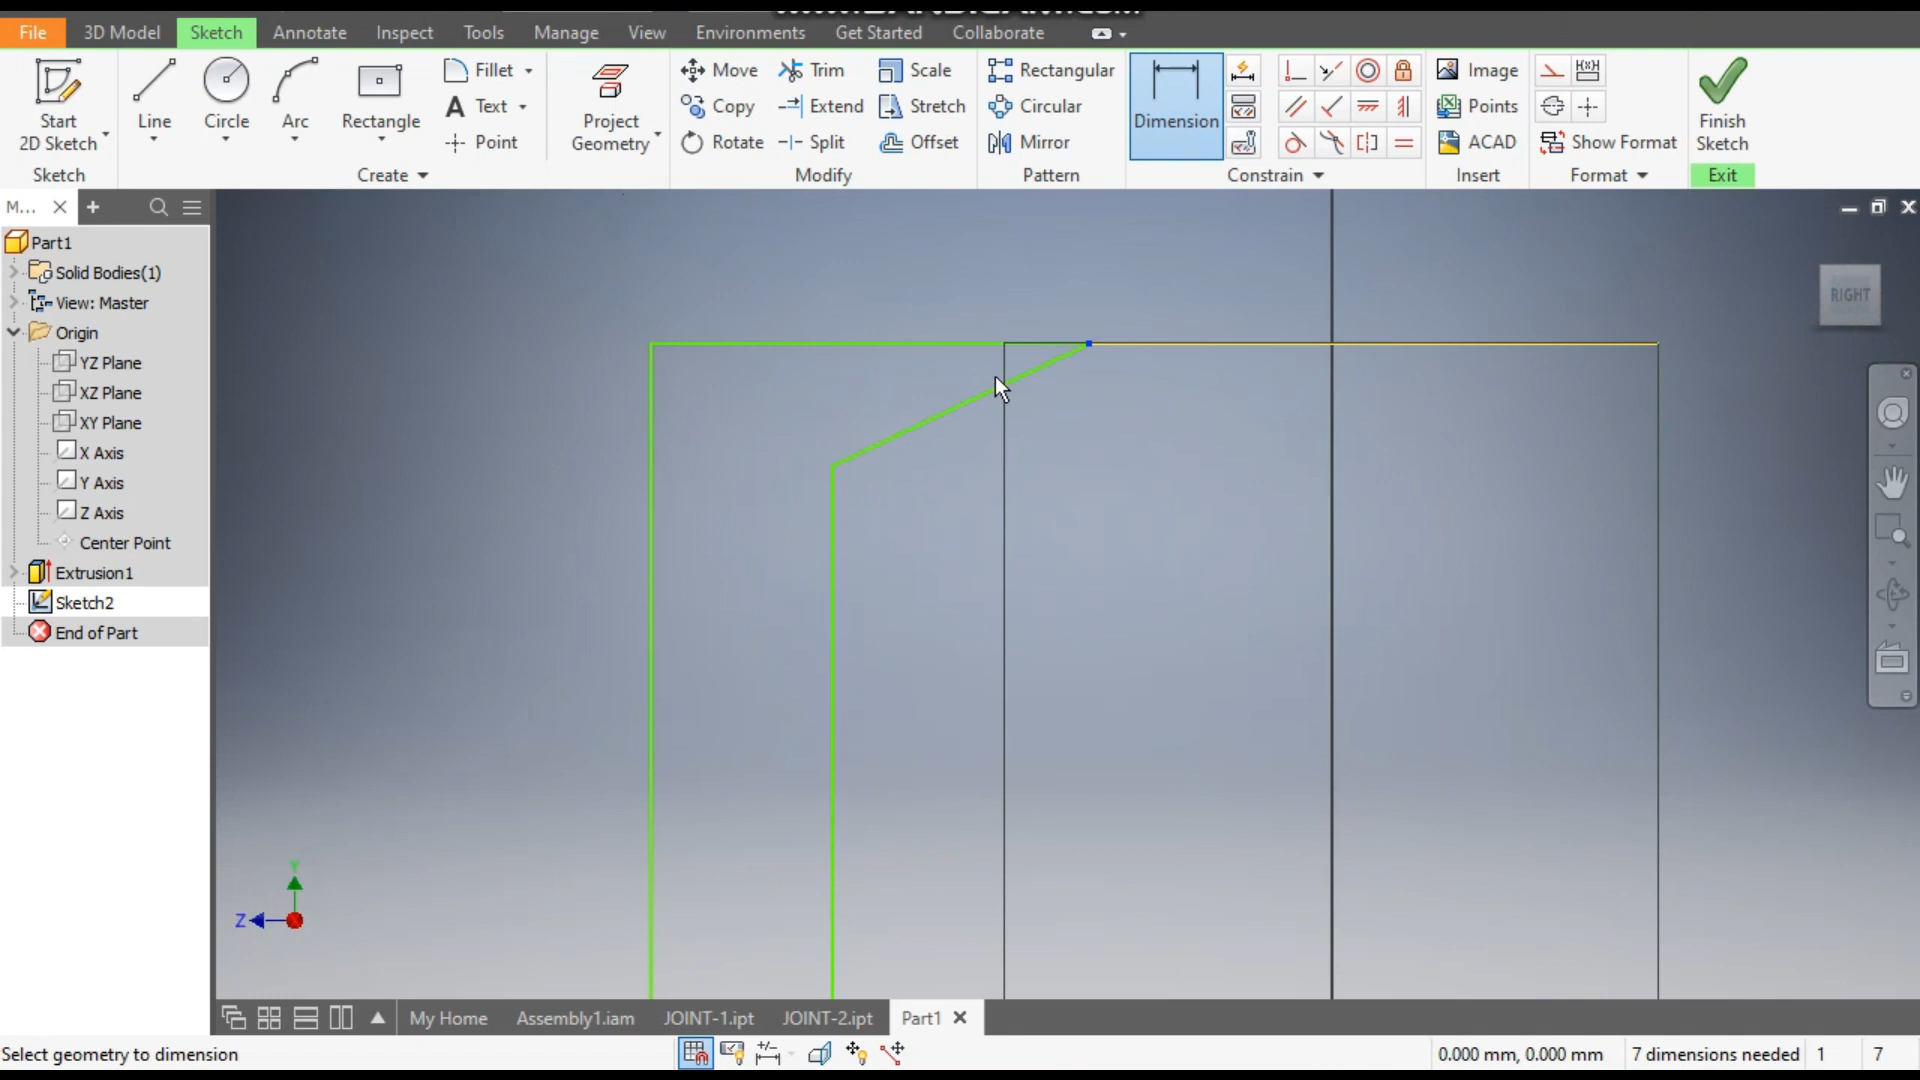 File 3D Model Sketch Annotate Inspect Tools Manage View Environments Get Started Collaborate
Start
2D Sketch
Line
Circle
Arc
Rectangle
Fillet
Text
Point
Project
Geometry
Move
Copy
Rotate
Trim
Extend
Split
Scale
Stretch
Offset
Rectangular
Circular
Mirror
Dimension
Image
Points
ACAD
Show Format
Finish
Sketch
Sketch Create Modify Pattern Constrain Insert Format Exit
M...
Part1
Solid Bodies(1)
View: Master
Origin
YZ Plane
XZ Plane
XY Plane
X Axis
Y Axis
Z Axis
Center Point
Extrusion1
Sketch2
End of Part
RIGHT
Y
Z
My Home Assembly1.iam JOINT-1.ipt JOINT-2.ipt Part1
Select geometry to dimension
0.000 mm, 0.000 mm 7 dimensions needed 1 7